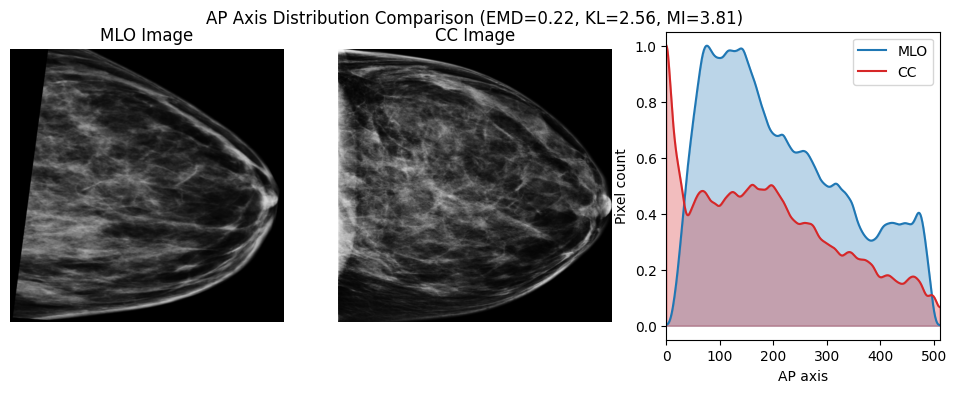 AP Axis Distribution Comparison (EMD=0.22, KL=2.56, MI=3.81)
MLO Image
CC Image
MLO
CC
Pixel count
1.0
0.8
0.6
0.4
0.2
0.0
0 100 200 300 400 500
AP axis